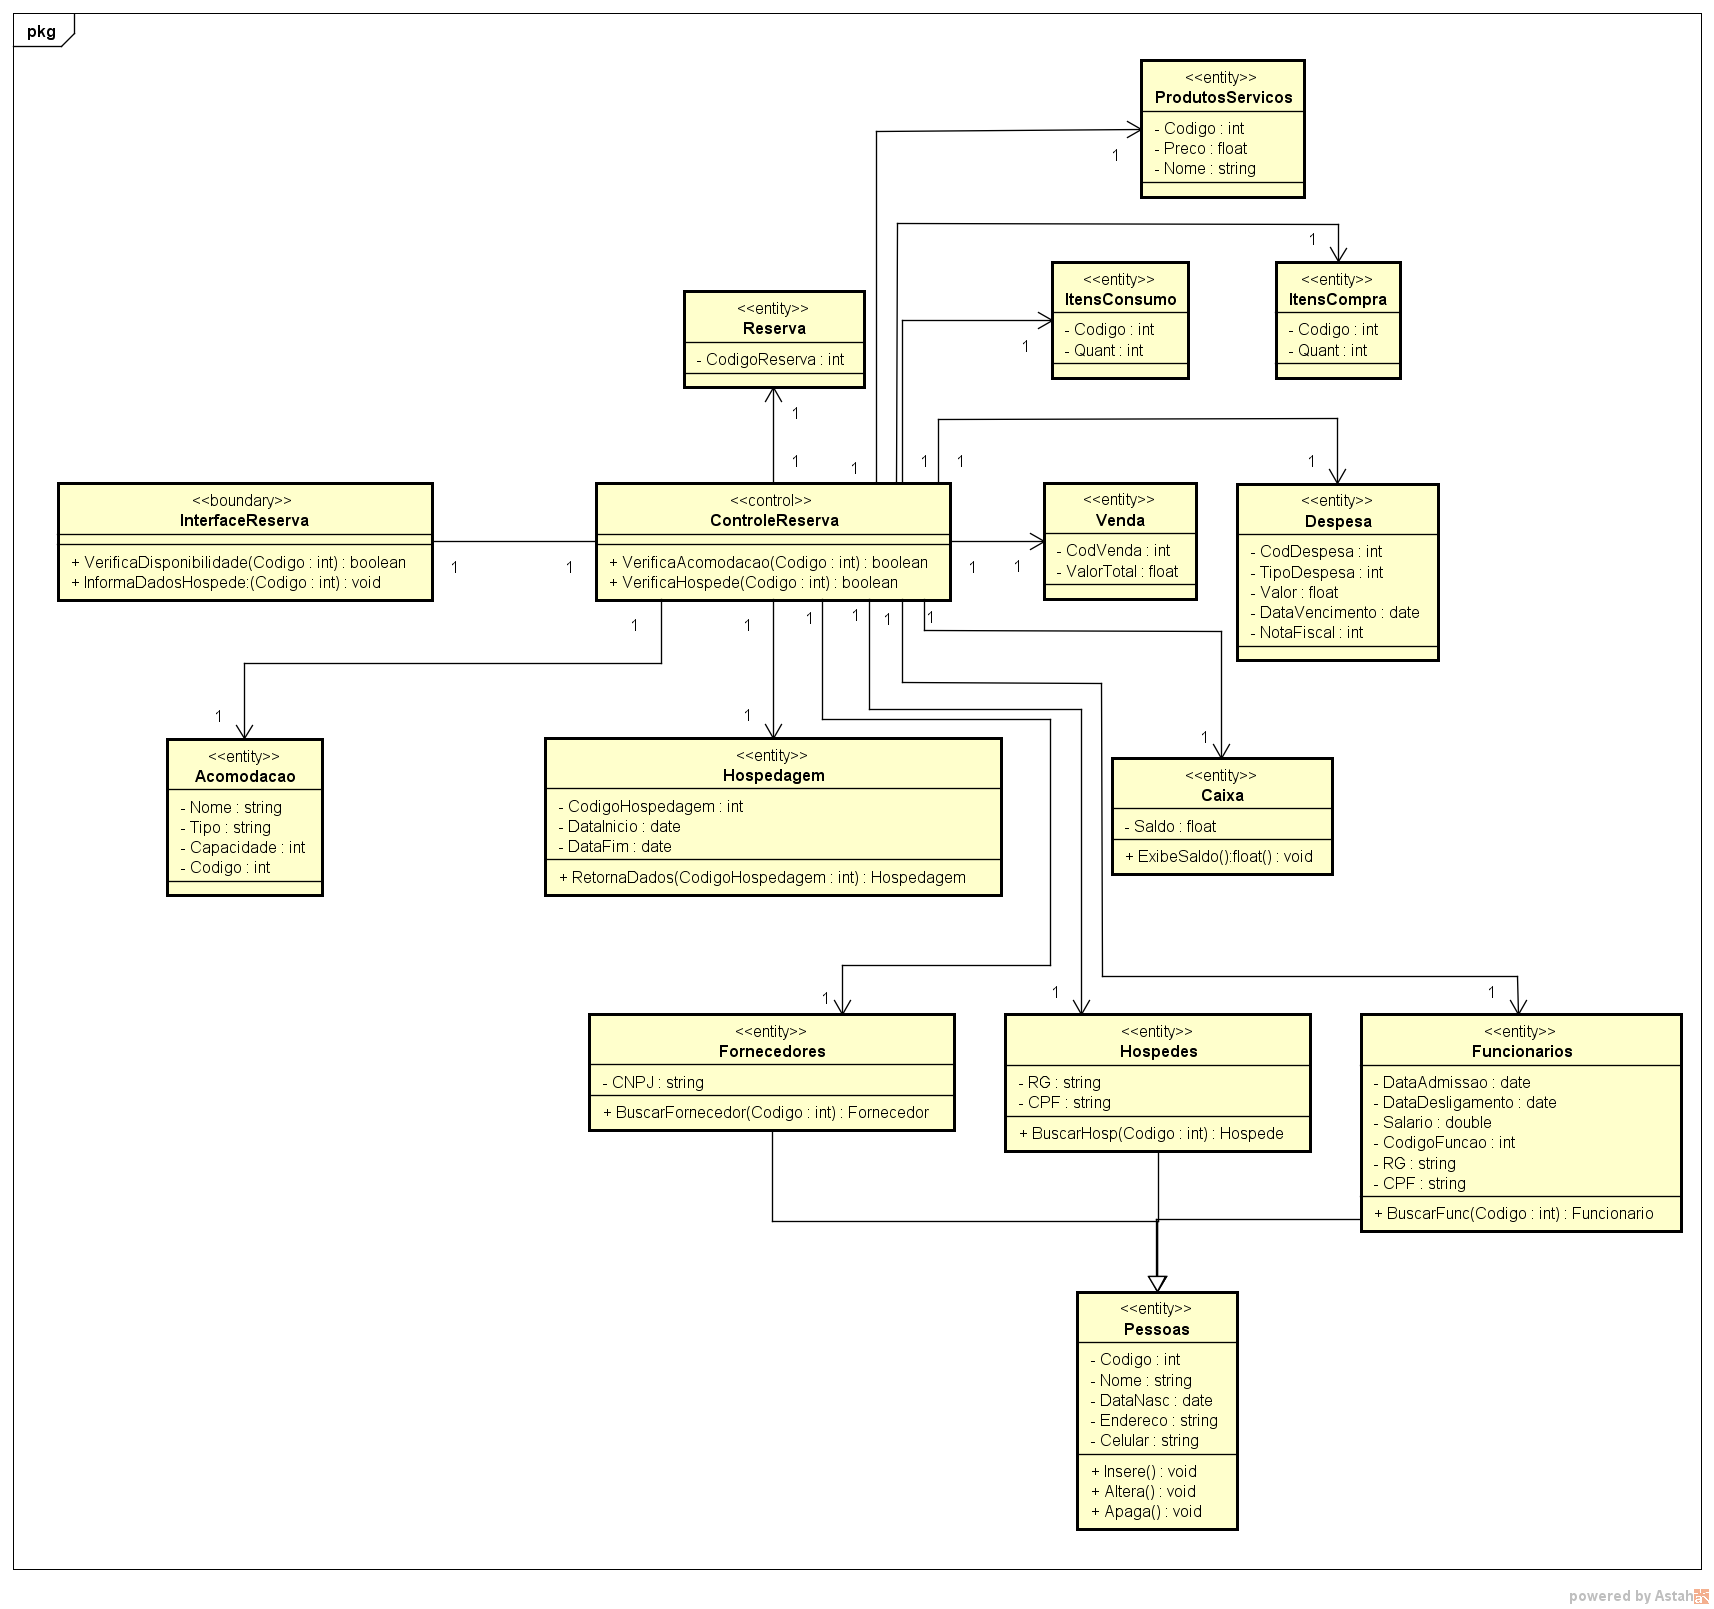 pkg
<<entity>>
ProdutosServicos
- Codigo : int
- Preco : float
- Nome : string
1
1
<<entity>>
ItensConsumo
- Codigo : int
- Quant : int
1
<<entity>>
ItensCompra
- Codigo : int
- Quant : int
<<entity>>
Reserva
- CodigoReserva : int
1
1
1
1
1
1
<<boundary>>
InterfaceReserva
+ VerificaDisponibilidade(Codigo : int) : boolean
+ InformaDadosHospede:(Codigo : int) : void
1
1
<<control>>
ControleReserva
+ VerificaAcomodacao(Codigo : int) : boolean
+ VerificaHospede(Codigo : int) : boolean
1
1
<<entity>>
Venda
- CodVenda : int
- ValorTotal : float
<<entity>>
Despesa
- CodDespesa : int
- TipoDespesa : int
- Valor : float
- DataVencimento : date
- NotaFiscal : int
1
1
1
1
1
1
1
1
1
<<entity>>
Acomodacao
- Nome : string
- Tipo : string
- Capacidade : int
- Codigo : int
<<entity>>
Hospedagem
- CodigoHospedagem : int
- DataInicio : date
- DataFim : date
+ RetornaDados(CodigoHospedagem : int) : Hospedagem
<<entity>>
Caixa
- Saldo : float
+ ExibeSaldo():float() : void
1
1
1
<<entity>>
Fornecedores
- CNPJ : string
+ BuscarFornecedor(Codigo : int) : Fornecedor
<<entity>>
Hospedes
- RG : string
- CPF : string
+ BuscarHosp(Codigo : int) : Hospede
<<entity>>
Funcionarios
- DataAdmissao : date
- DataDesligamento : date
- Salario : double
- CodigoFuncao : int
- RG : string
- CPF : string
+ BuscarFunc(Codigo : int) : Funcionario
<<entity>>
Pessoas
- Codigo : int
- Nome : string
- DataNasc : date
- Endereco : string
- Celular : string
+ Insere() : void
+ Altera() : void
+ Apaga() : void
powered by Astah